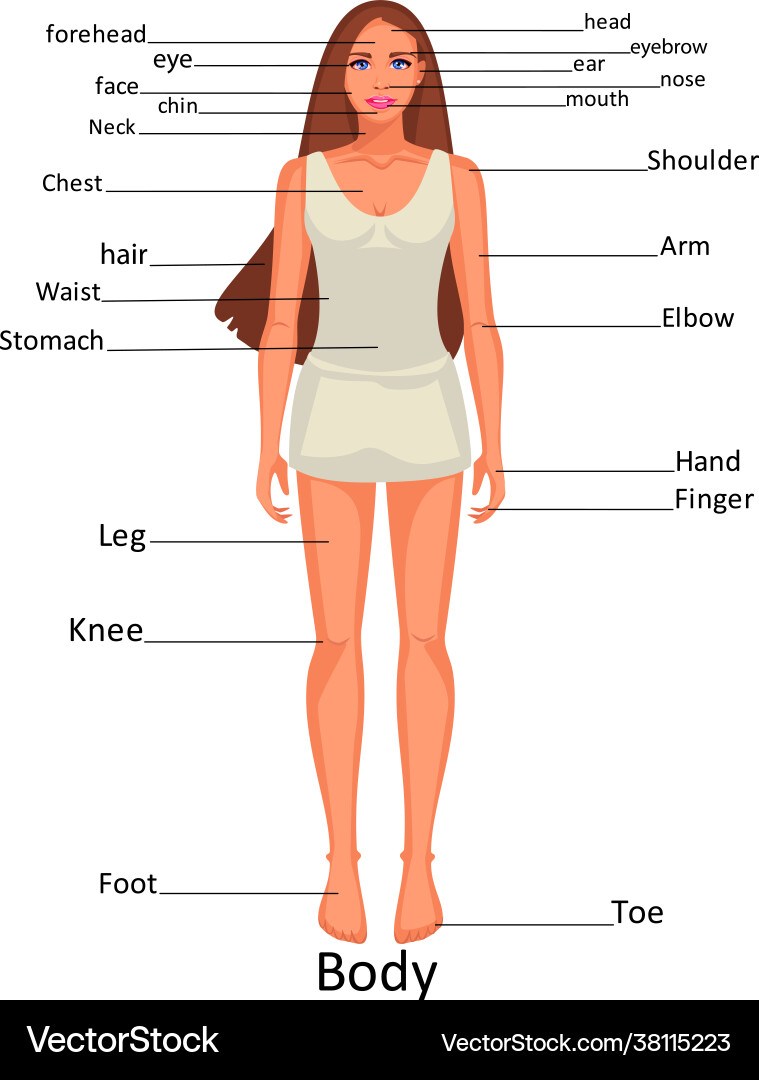 head
forehead
eyebrow
eye
ear
face
nose
chin
mouth
Neck
Shoulder
Chest
Arm
hair
Waist
Elbow
Stomach
Hand
Finger
Leg
Knee
Foot
Toe
Body
VectorStock
VectorStock.com/38115223